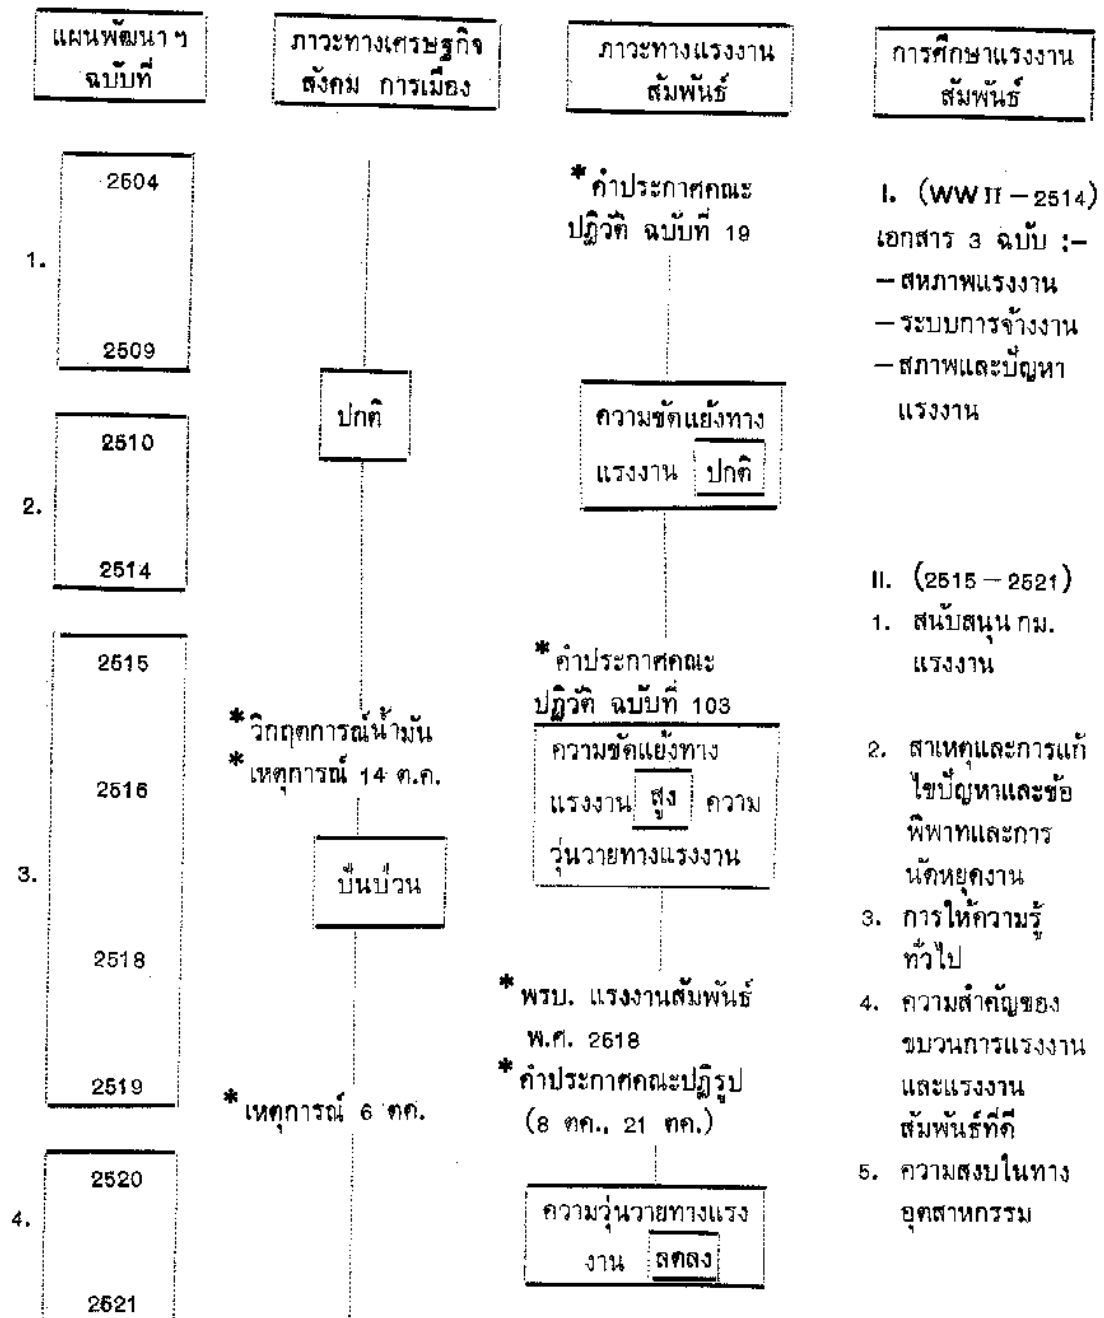 แผนพัฒนา ฯ
ฉบับที่
ภาวะทางเศรษฐกิจ
สังคม การเมือง
ภาวะทางแรงงาน
สัมพันธ์
การศึกษาแรงงาน
สัมพันธ์
1.
2504
2509
2.
2510
2514
3.
2515
2516
2518
2519
4.
2520
2521
ปกติ
* วิกฤตการณ์น้ำมัน
* เหตุการณ์ 14 ต.ค.
ปั่นป่วน
* เหตุการณ์ 6 ตค.
* คำประกาศคณะ
ปฏิวัติ ฉบับที่ 19
ความขัดแย้งทาง
แรงงาน ปกติ
* คำประกาศคณะ
ปฏิวัติ ฉบับที่ 103
ความขัดแย้งทาง
แรงงาน สูง ความ
วุ่นวายทางแรงงาน
* พรบ. แรงงานสัมพันธ์
พ.ศ. 2518
* คำประกาศคณะปฏิรูป
(8 ตค., 21 ตค.)
ความวุ่นวายทางแรง
งาน ลดลง
I. (WW II – 2514)
เอกสาร 3 ฉบับ :–
– สหภาพแรงงาน
– ระบบการจ้างงาน
– สภาพและปัญหา
แรงงาน
II. (2515 – 2521)
1. สนับสนุน กม.
แรงงาน
2. สาเหตุและการแก้
ไขปัญหาและข้อ
พิพาทและการ
นัดหยุดงาน
3. การให้ความรู้
ทั่วไป
4. ความสำคัญของ
ขบวนการแรงงาน
และแรงงาน
สัมพันธ์ที่ดี
5. ความสงบในทาง
อุตสาหกรรม